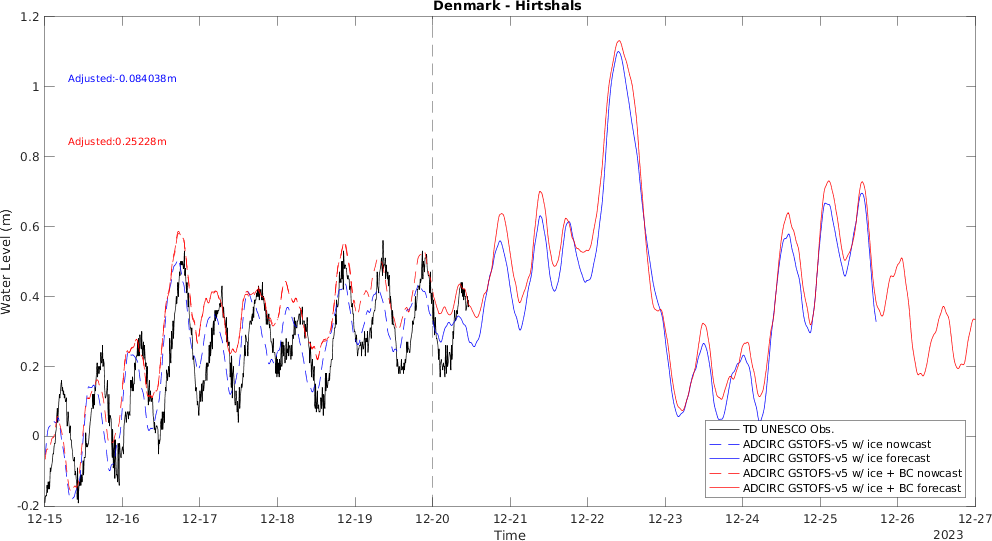 Denmark - Hirtshals
Water Level (m)
1.2
1
0.8
0.6
0.4
0.2
0
-0.2
Adjusted:-0.084038m
Adjusted:0.25228m
TD UNESCO Obs.
ADCIRC GSTOFS-v5 w/ ice nowcast
ADCIRC GSTOFS-v5 w/ ice forecast
ADCIRC GSTOFS-v5 w/ ice + BC nowcast
ADCIRC GSTOFS-v5 w/ ice + BC forecast
12-15 12-16 12-17 12-18 12-19 12-20 12-21 12-22 12-23 12-24 12-25 12-26 12-27
Time
2023